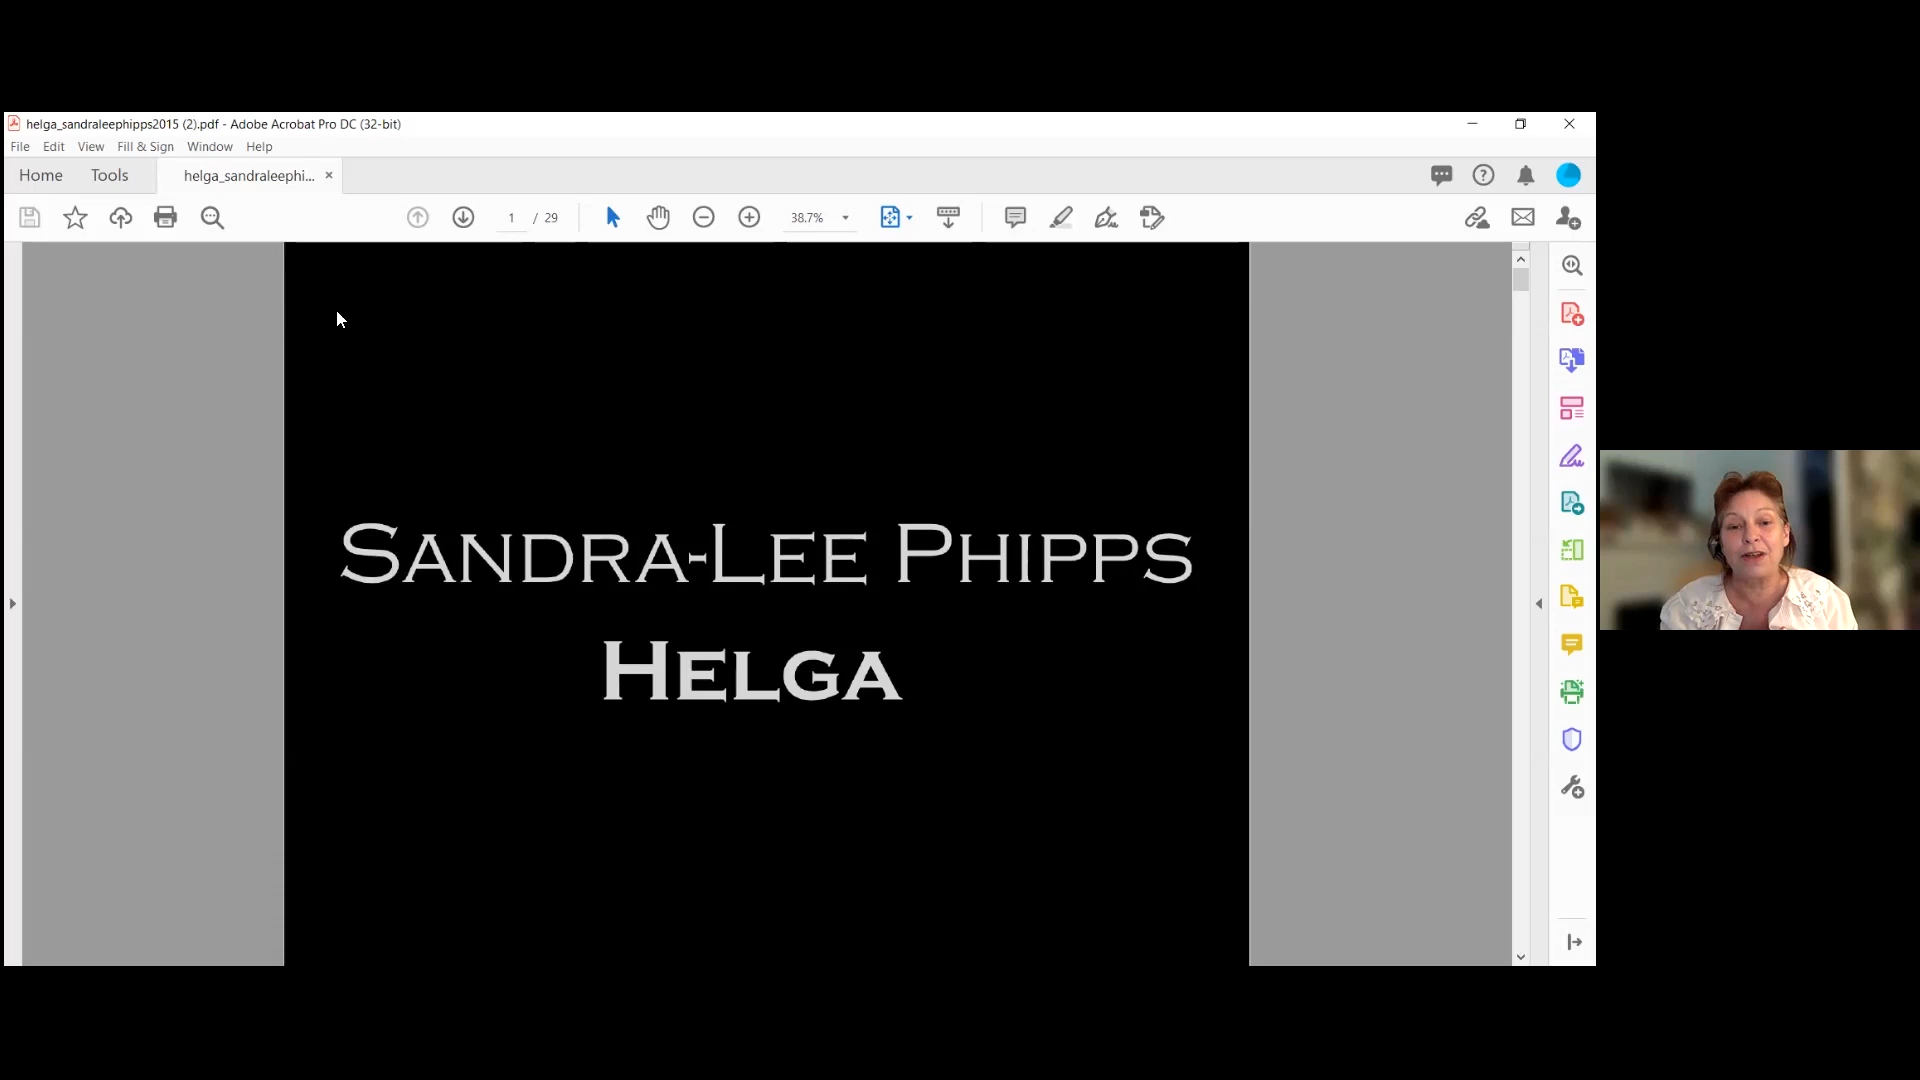 helga_sandraleephipps2015 (2).pdf - Adobe Acrobat Pro DC (32-bit)
File Edit View Fill & Sign Window Help
Home Tools helga_sandraleephi... ×
1 / 29 38.7%
SANDRA-LEE PHIPPS
HELGA